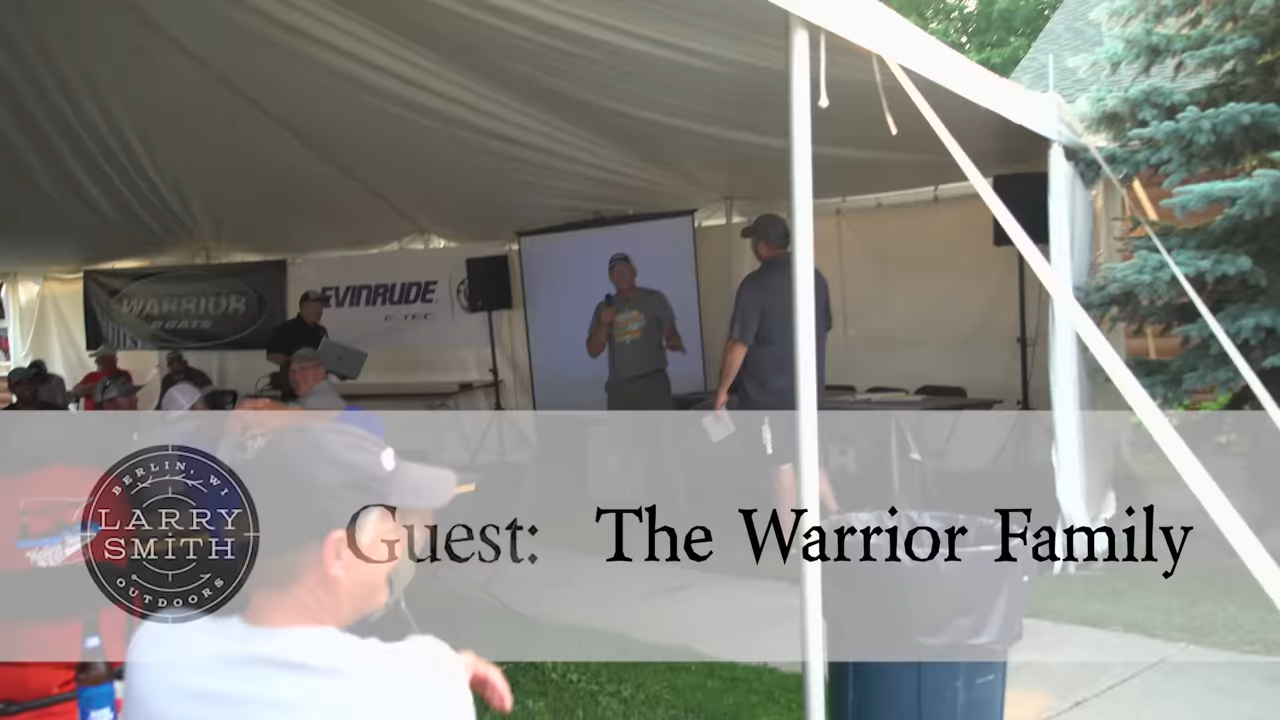 WARRIOR
BOATS
EVINRUDE
E-TEC
BERLIN, WI
LARRY
SMITH
OUTDOORS
Guest: The Warrior Family